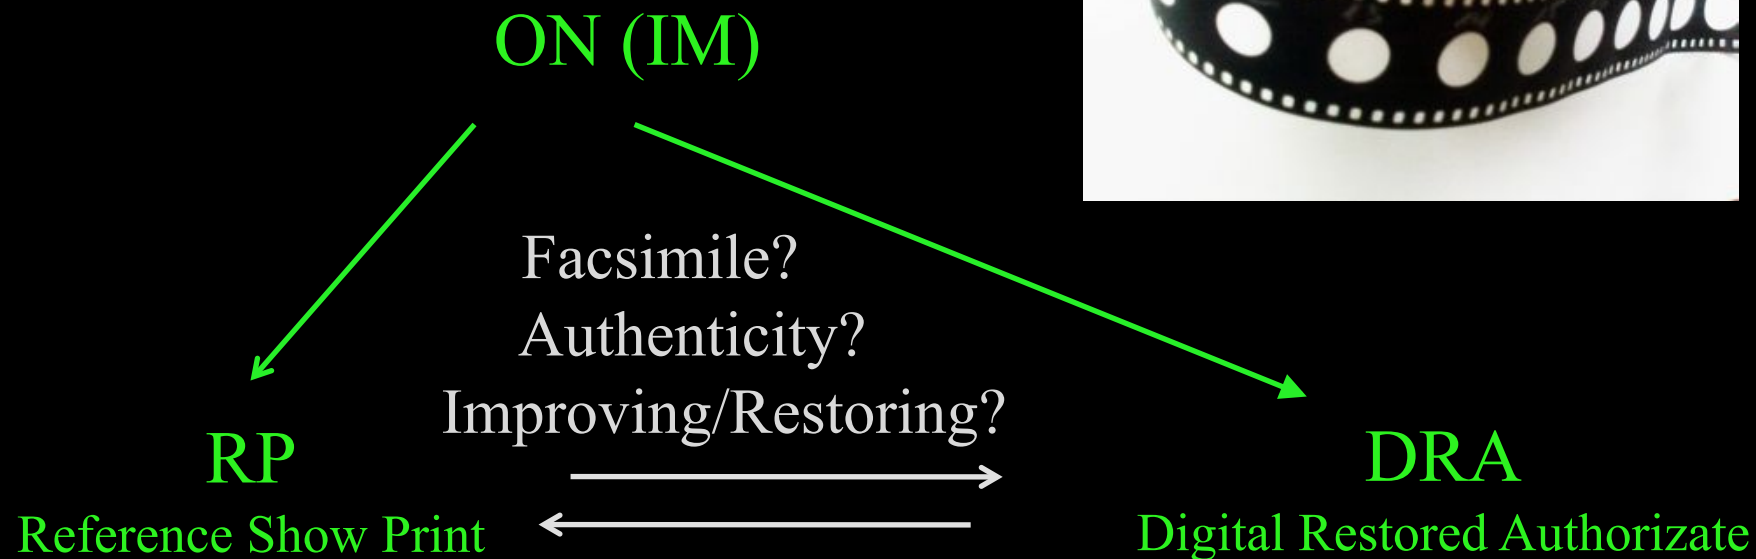 ON (IM)
Facsimile?
Authenticity?
Improving/Restoring?
RP
DRA
Reference Show Print
Digital Restored Authorizate